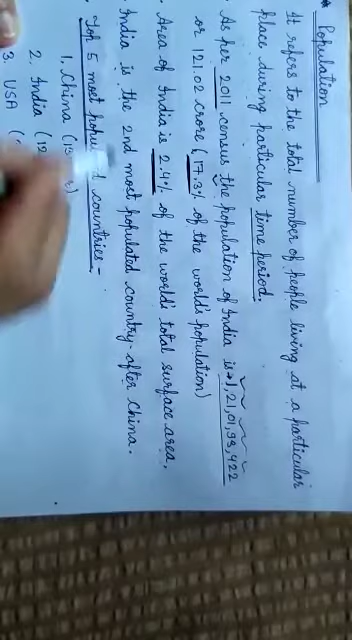 * Population
It refers to the total number of people living at a particular
place during particular time period.
· As per 2011 census the population of India is → 1,21,01,93,422
or 121.02 crore (17.3% of the world's population)
· Area of India is 2.4% of the world's total surface area.
India is the 2nd most populated country after China.
· Top 5 most countries -
1. China
2. India
3. USA